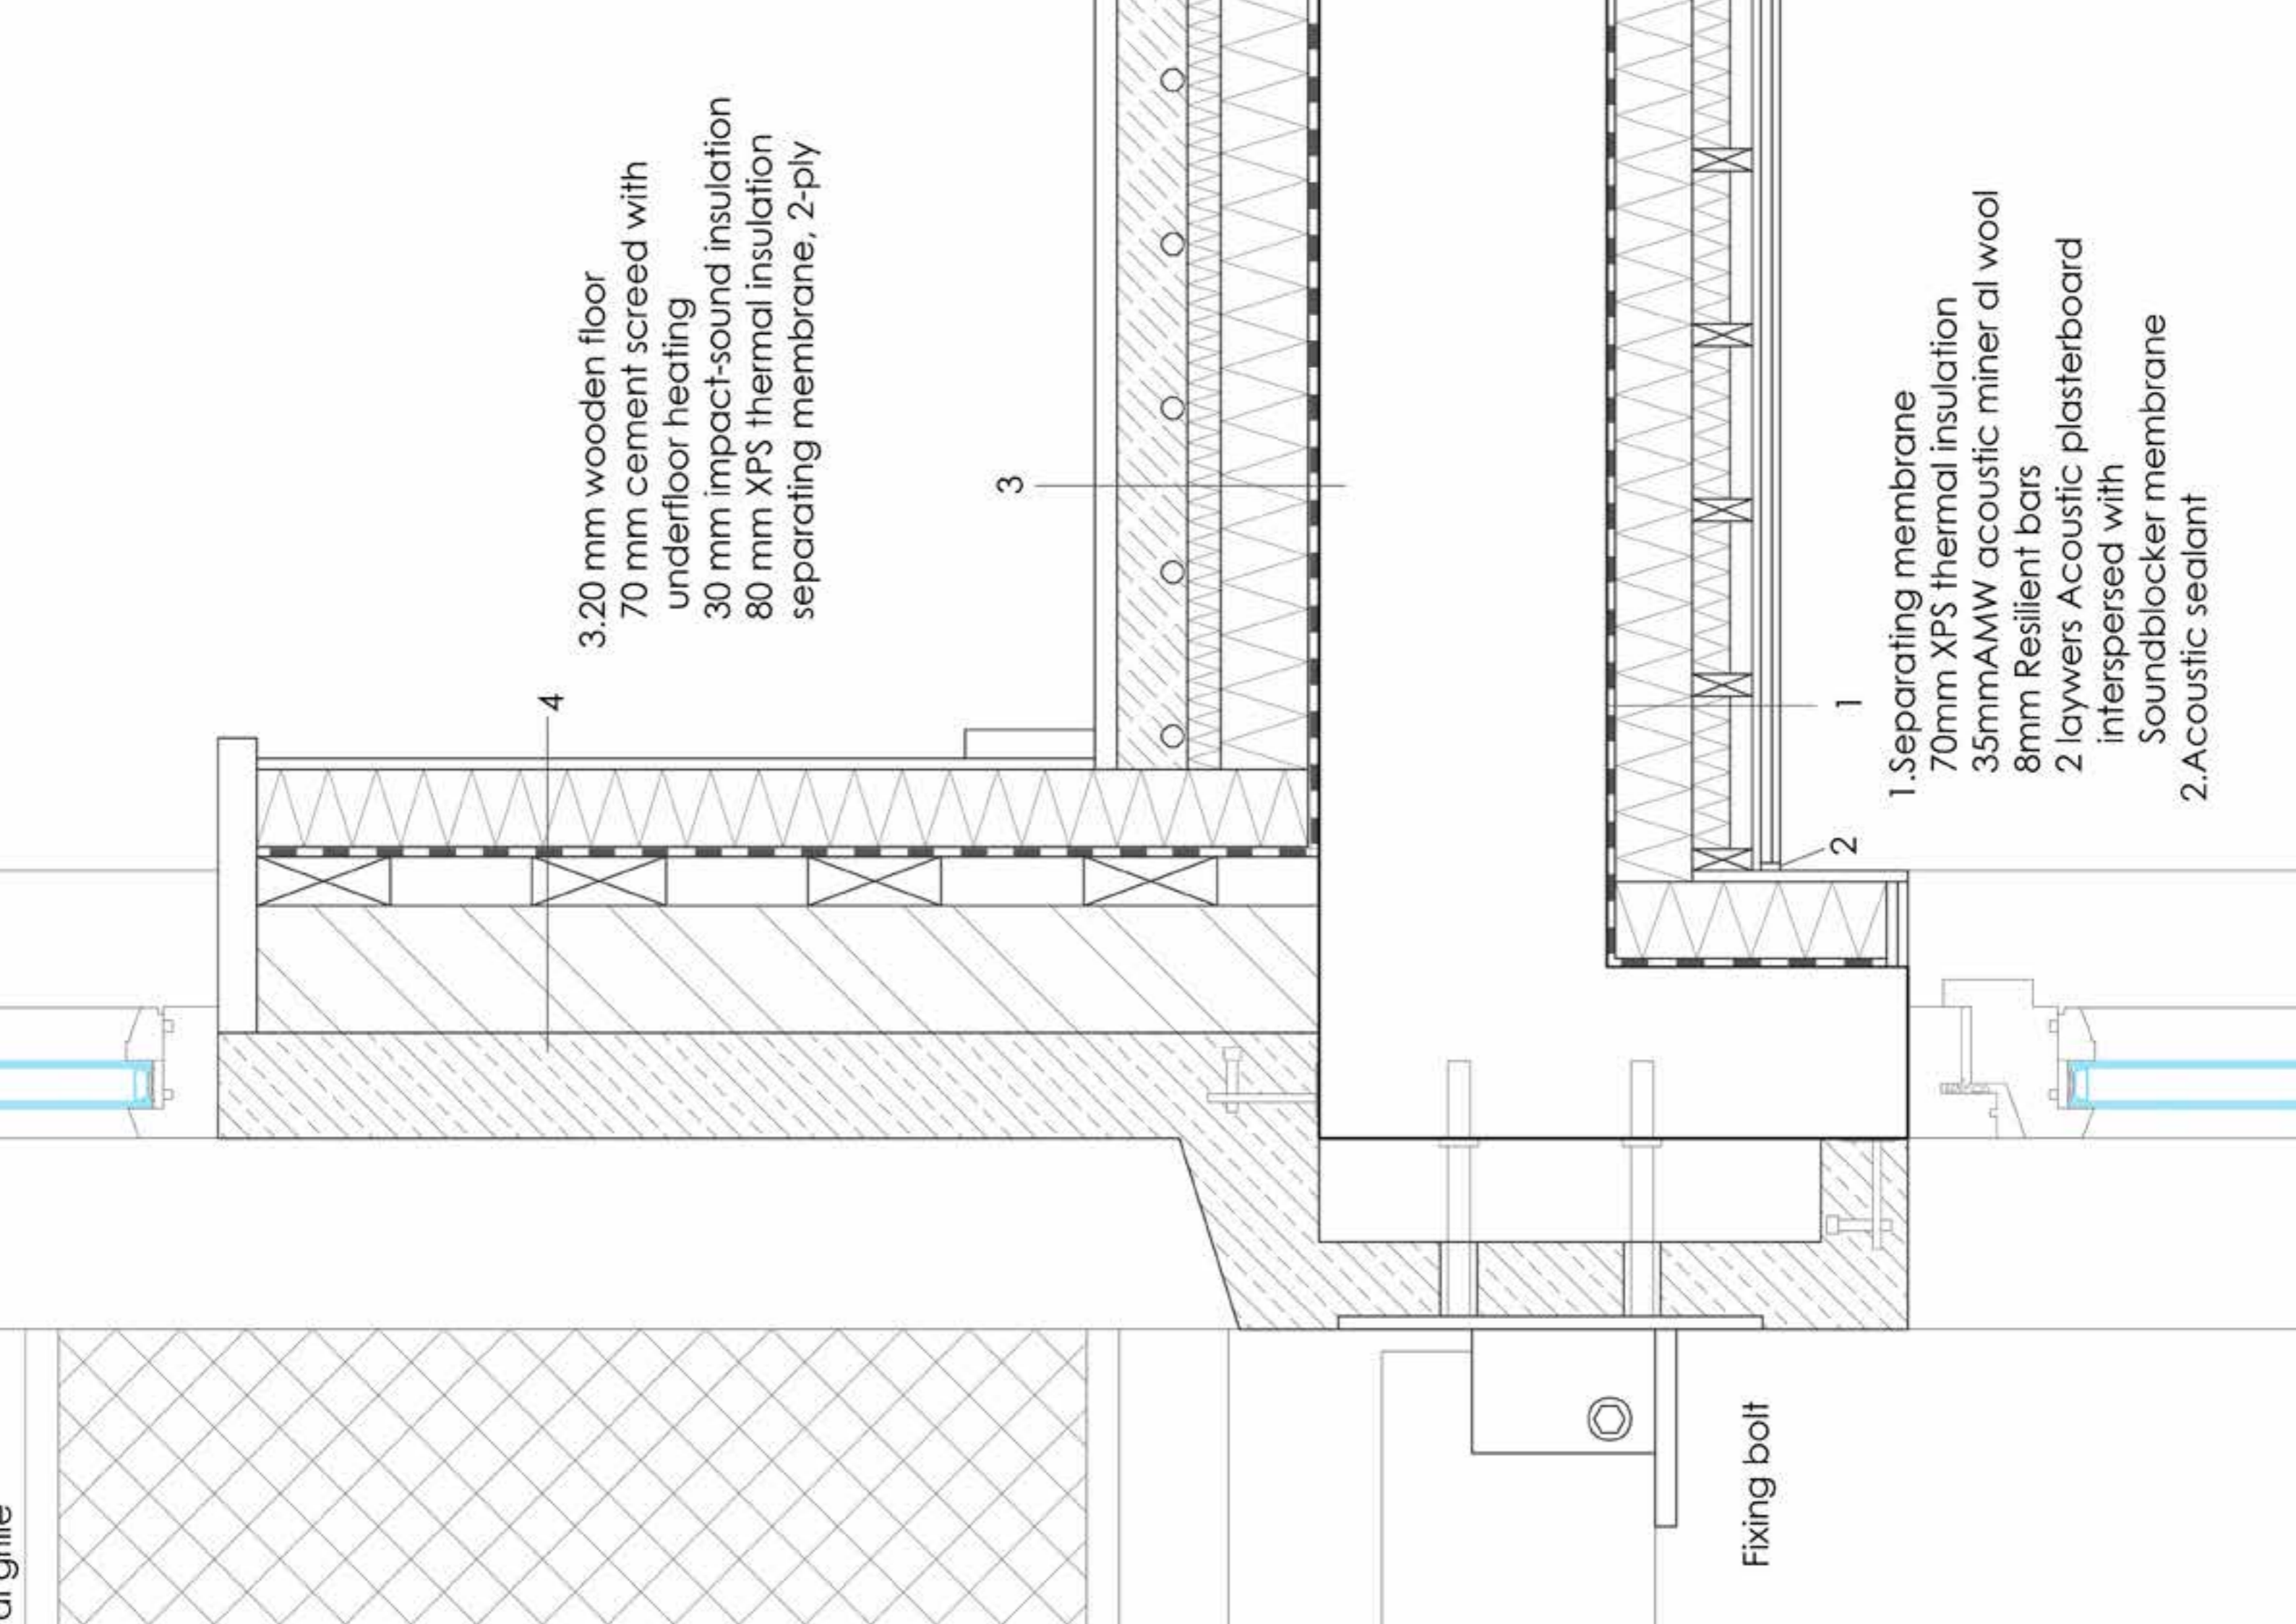 4
3.20 mm wooden floor
70 mm cement screed with
underfloor heating
30 mm impact-sound insulation
80 mm XPS thermal insulation
separating membrane, 2-ply
3
1
2
1.Separating membrane
70mm XPS thermal insulation
35mmAMW acoustic miner al wool
8mm Resilient bars
2 laywers Acoustic plasterboard
interspersed with
Soundblocker membrane
2.Acoustic sealant
Fixing bolt